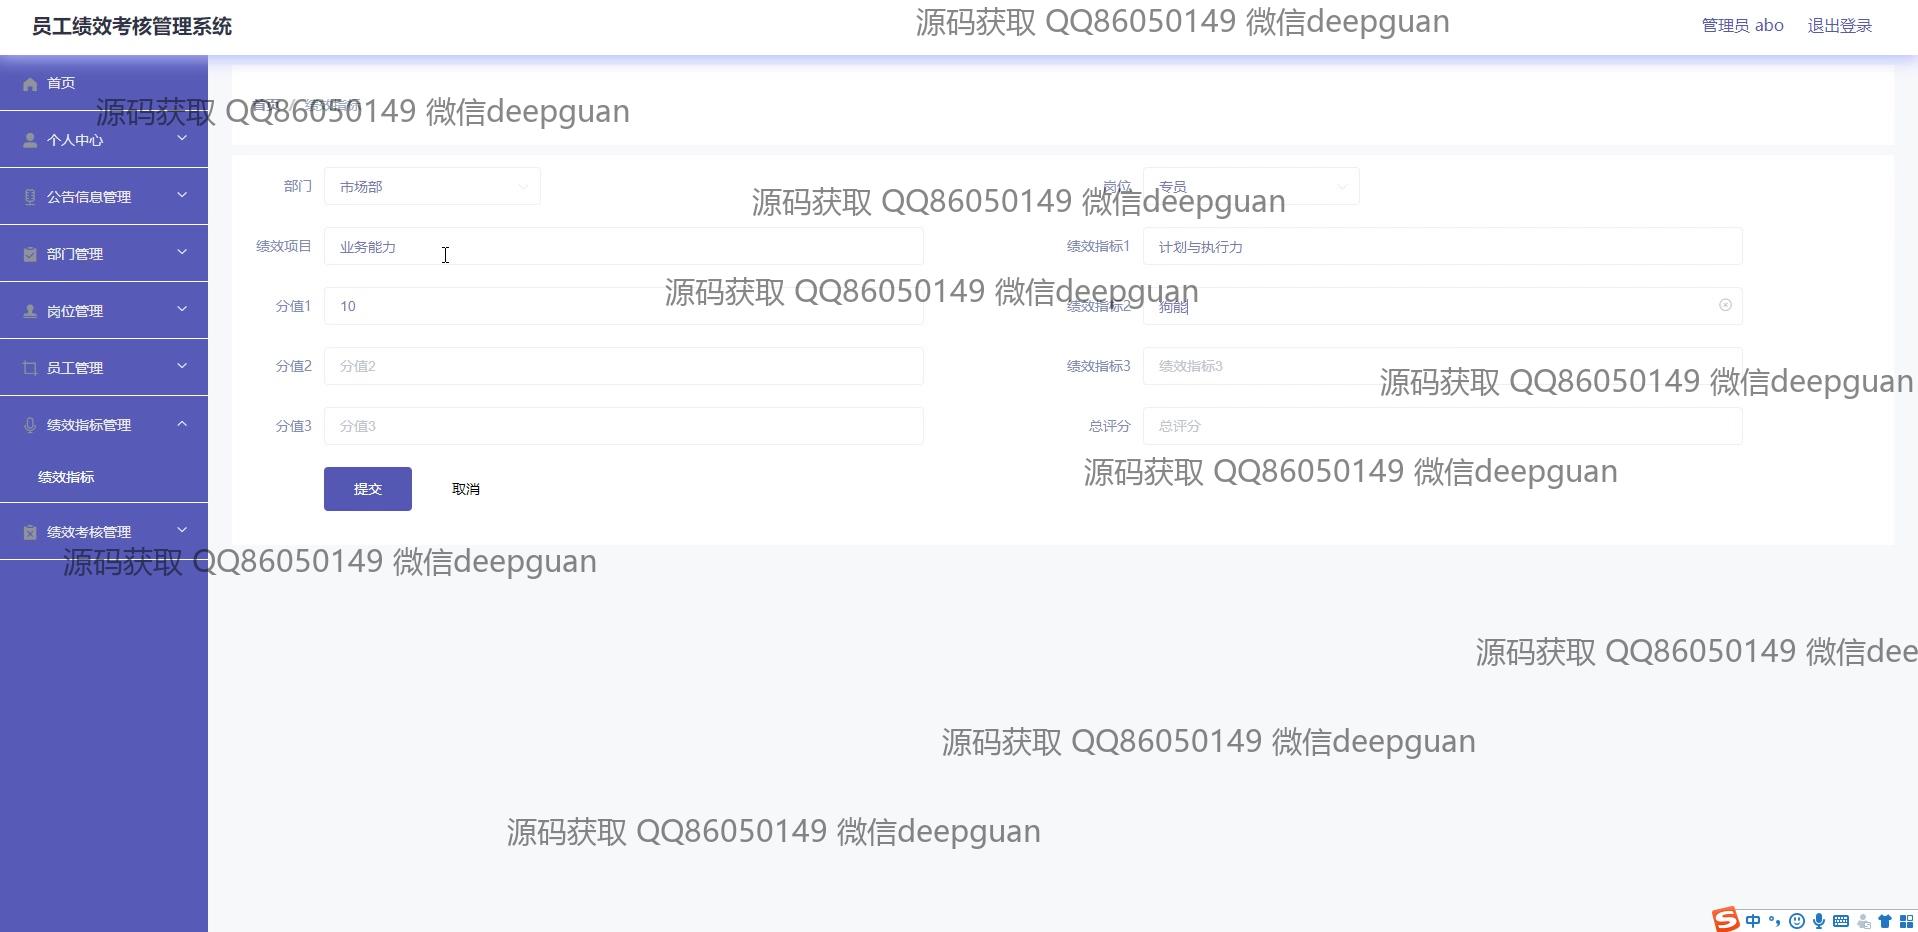 员工绩效考核管理系统
源码获取 QQ86050149 微信deepguan
管理员 abo
退出登录
首页
首页 / 绩效指标
源码获取 QQ86050149 微信deepguan
个人中心
公告信息管理
部门管理
岗位管理
员工管理
绩效指标管理
绩效指标
绩效考核管理
部门 市场部
岗位 专员
源码获取 QQ86050149 微信deepguan
绩效项目 业务能力
绩效指标1 计划与执行力
源码获取 QQ86050149 微信deepguan
分值1 10
绩效指标2 狗能
分值2 分值2
绩效指标3 绩效指标3
源码获取 QQ86050149 微信deepguan
分值3 分值3
总评分 总评分
源码获取 QQ86050149 微信deepguan
提交
取消
源码获取 QQ86050149 微信deepguan
源码获取 QQ86050149 微信dee
源码获取 QQ86050149 微信deepguan
源码获取 QQ86050149 微信deepguan
中